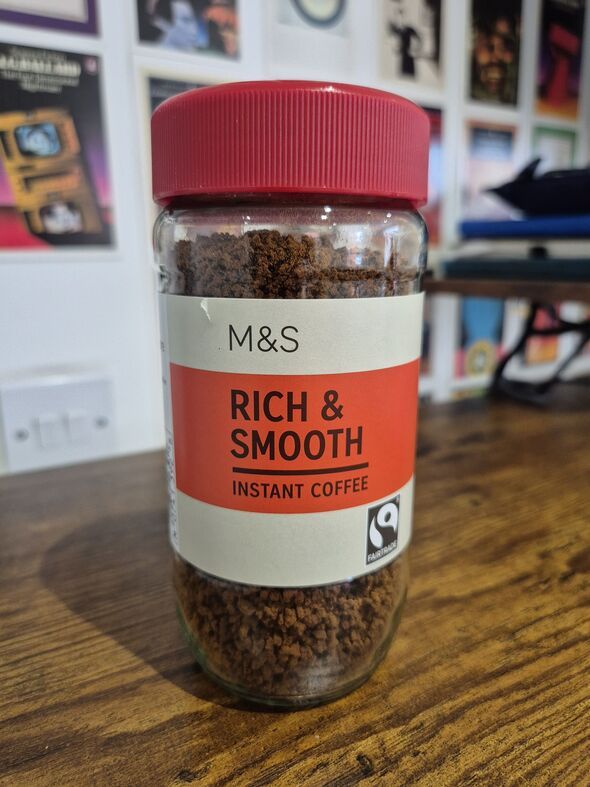 M&S
RICH &
SMOOTH
INSTANT COFFEE
FAIRTRADE